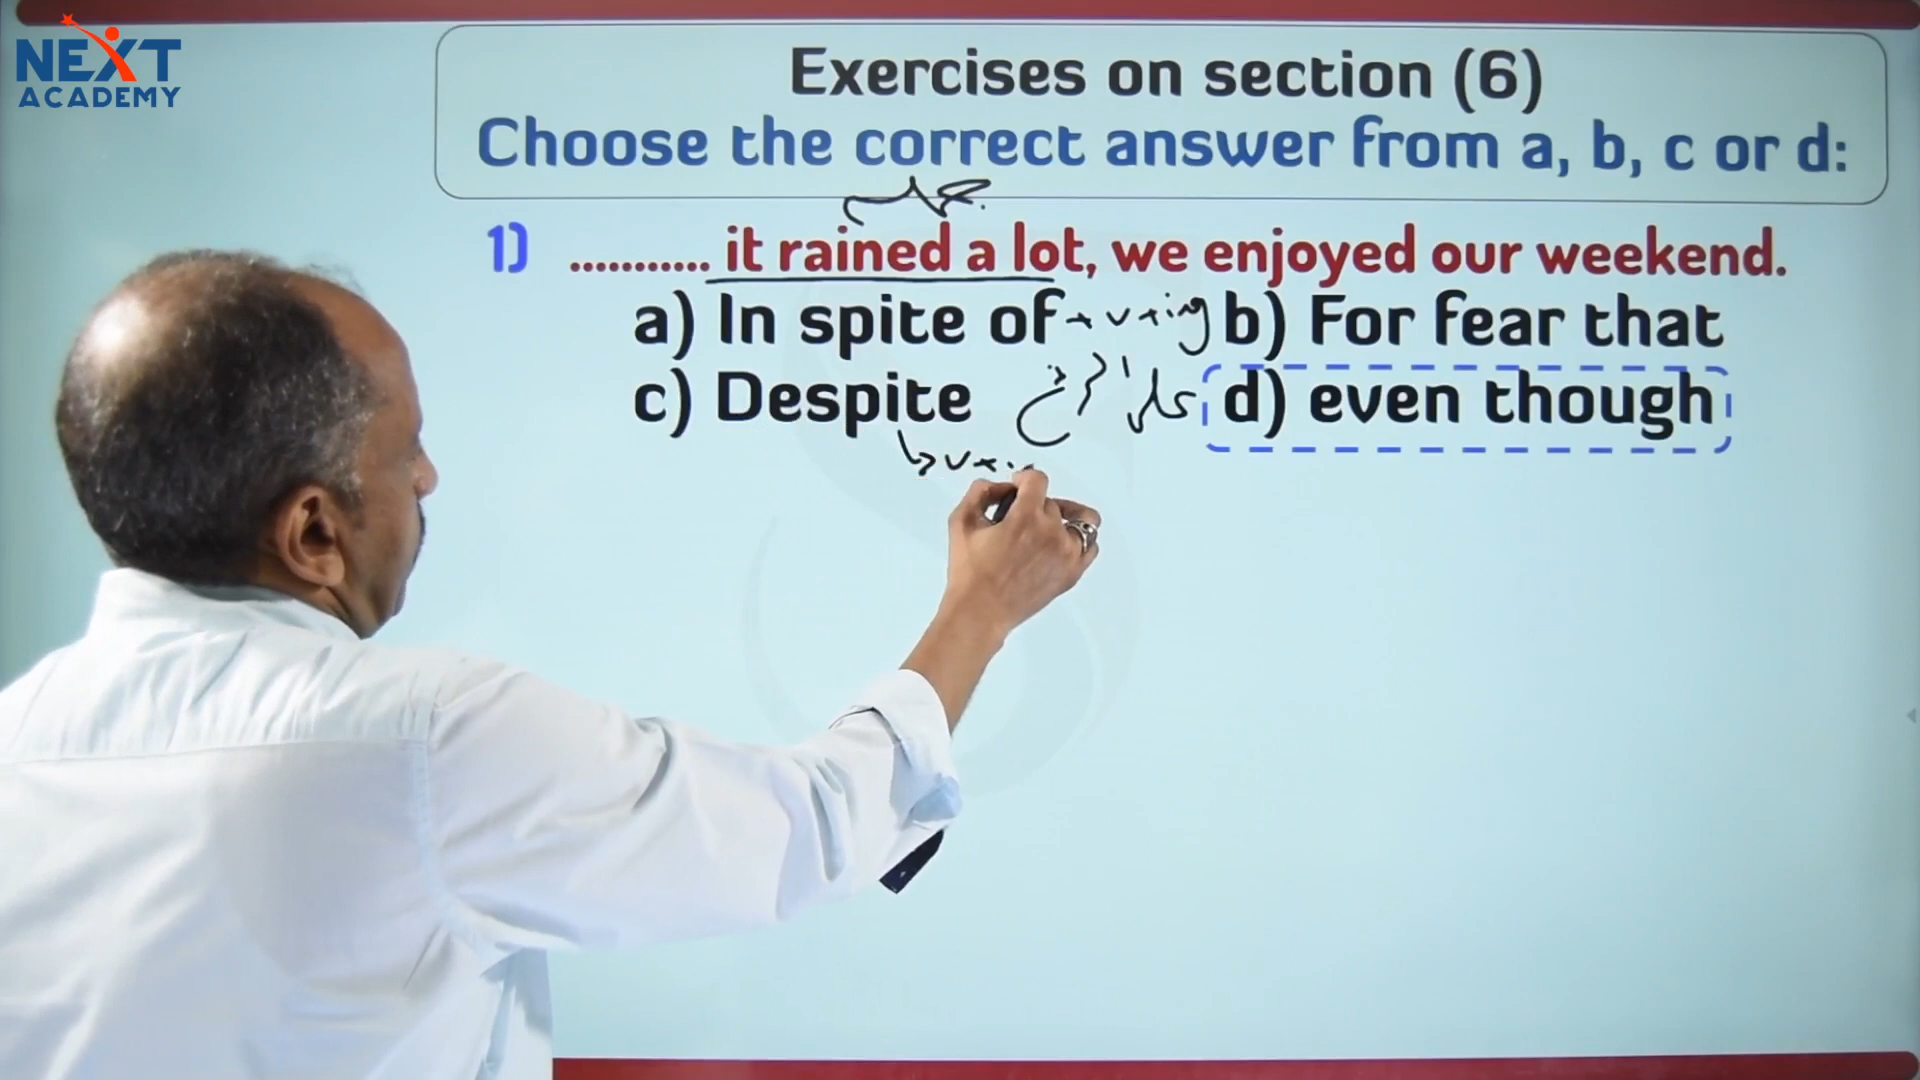 NEXT
ACADEMY
Exercises on section (6)
Choose the correct answer from a, b, c or d:
جملة
1) ........... it rained a lot, we enjoyed our weekend.
a) In spite of + v + ing b) For fear that
c) Despite على الرغم d) even though
v +